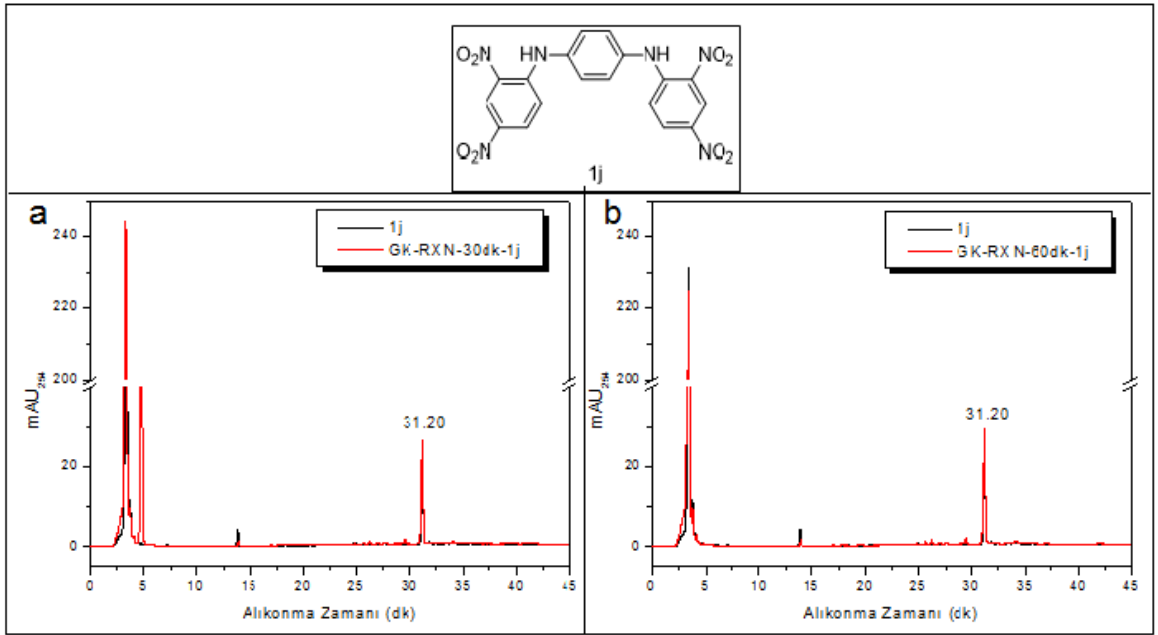 O₂N HN NH NO₂
O₂N NO₂
1j
a
1j
GK-RXN-30dk-1j
240
220
200
20
0
mAU₂₅₄
31.20
0 5 10 15 20 25 30 35 40 45
Alıkonma Zamanı (dk)
b
1j
GK-RXN-60dk-1j
240
220
200
20
0
mAU₂₅₄
31.20
0 5 10 15 20 25 30 35 40 45
Alıkonma Zamanı (dk)